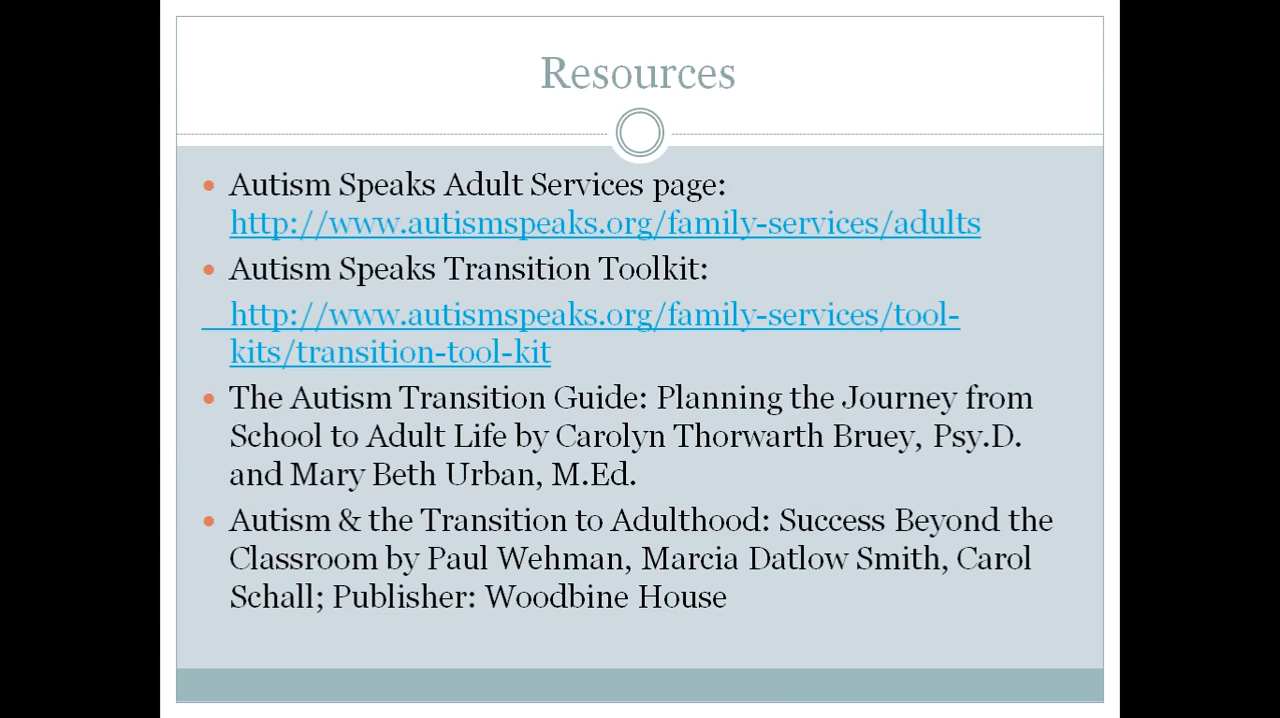 Resources
• Autism Speaks Adult Services page:
http://www.autismspeaks.org/family-services/adults
• Autism Speaks Transition Toolkit:
http://www.autismspeaks.org/family-services/tool-
kits/transition-tool-kit
• The Autism Transition Guide: Planning the Journey from
School to Adult Life by Carolyn Thorwarth Bruey, Psy.D.
and Mary Beth Urban, M.Ed.
• Autism & the Transition to Adulthood: Success Beyond the
Classroom by Paul Wehman, Marcia Datlow Smith, Carol
Schall; Publisher: Woodbine House